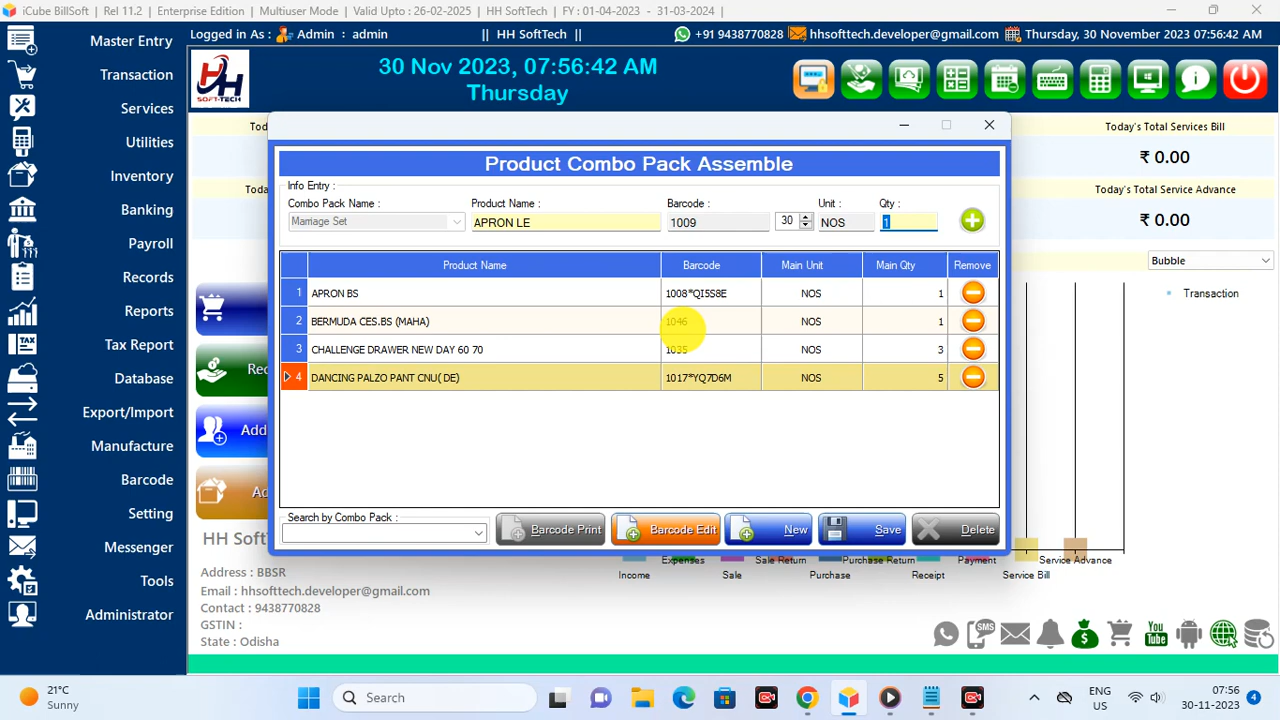 iCube BillSoft | Rel 11.2 | Enterprise Edition | Multiuser Mode | Valid Upto : 26-02-2025 | HH SoftTech | FY : 01-04-2023 - 31-03-2024 |
Logged in As : Admin : admin || HH SoftTech || +91 9438770828 hhsofttech.developer@gmail.com Thursday, 30 November 2023 07:56:42 AM
Master Entry
Transaction
Services
Utilities
Inventory
Banking
Payroll
Records
Reports
Tax Report
Database
Export/Import
Manufacture
Barcode
Setting
Messenger
Tools
Administrator
HH
SOFT-TECH
30 Nov 2023, 07:56:42 AM
Thursday
Today's Total Services Bill
₹ 0.00
Today's Total Service Advance
₹ 0.00
Bubble
Transaction
Product Combo Pack Assemble
Info Entry :
Combo Pack Name : Product Name : Barcode : Unit : Qty :
Marriage Set APRON LE 1009 30 NOS 1
Product Name Barcode Main Unit Main Qty Remove
1 APRON BS 1008*QI5S8E NOS 1
2 BERMUDA CES.BS (MAHA) 1046 NOS 1
3 CHALLENGE DRAWER NEW DAY 60 70 1035 NOS 3
4 DANCING PALZO PANT CNU( DE) 1017*YQ7D6M NOS 5
Search by Combo Pack :
Barcode Print Barcode Edit New Save Delete
Rec
Add
Ad
HH SoftT
Address : BBSR
Email : hhsofttech.developer@gmail.com
Contact : 9438770828
GSTIN :
State : Odisha
Expenses Sale Return Purchase Return Payment Service Advance
Income Sale Purchase Receipt Service Bill
SMS
You
Tube
21°C
Sunny
Search
ENG
US
07:56
30-11-2023
4